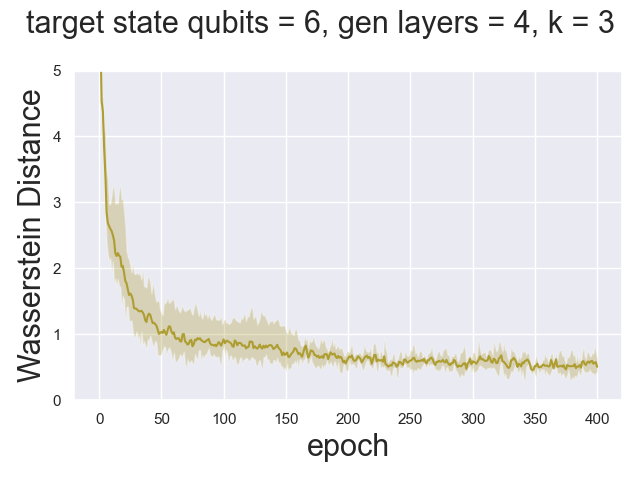 target state qubits = 6, gen layers = 4, k = 3
Wasserstein Distance
5
4
3
2
1
0
0 50 100 150 200 250 300 350 400
epoch